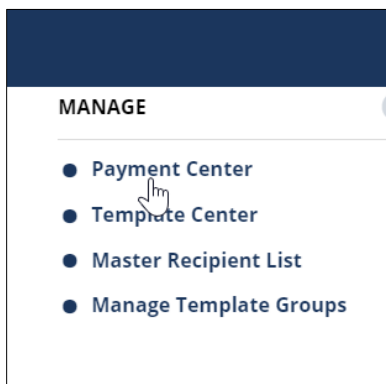 MANAGE
Payment Center
Template Center
Master Recipient List
Manage Template Groups